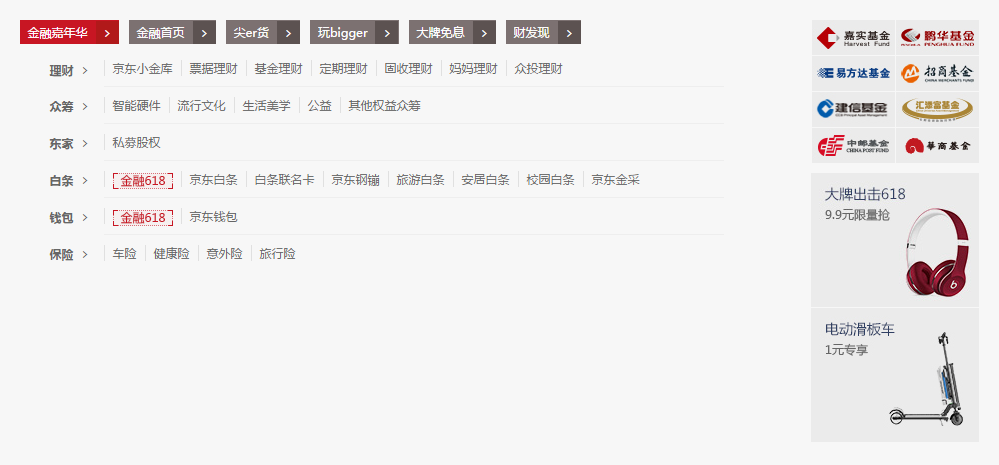 金融嘉年华 > 金融首页 > 尖er货 > 玩bigger > 大牌免息 > 财发现 >
理财 > 京东小金库 票据理财 基金理财 定期理财 固收理财 妈妈理财 众投理财
众筹 > 智能硬件 流行文化 生活美学 公益 其他权益众筹
东家 > 私募股权
白条 > 金融618 京东白条 白条联名卡 京东钢镚 旅游白条 安居白条 校园白条 京东金采
钱包 > 金融618 京东钱包
保险 > 车险 健康险 意外险 旅行险
嘉实基金 鹏华基金
Harvest Fund PENGHUA FUND
易方达基金 招商基金
CHINA MERCHANTS FUND
建信基金 汇添富基金
中邮基金 華商基金
CHINA POST FUND
大牌出击618
9.9元限量抢
电动滑板车
1元专享